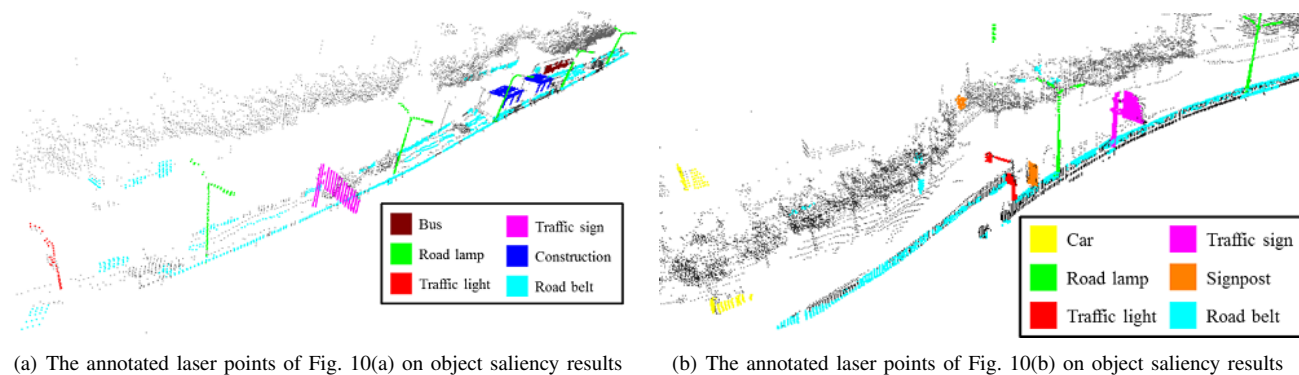 Bus
Traffic sign
Road lamp
Construction
Traffic light
Road belt
Car
Traffic sign
Road lamp
Signpost
Traffic light
Road belt
(a) The annotated laser points of Fig. 10(a) on object saliency results
(b) The annotated laser points of Fig. 10(b) on object saliency results